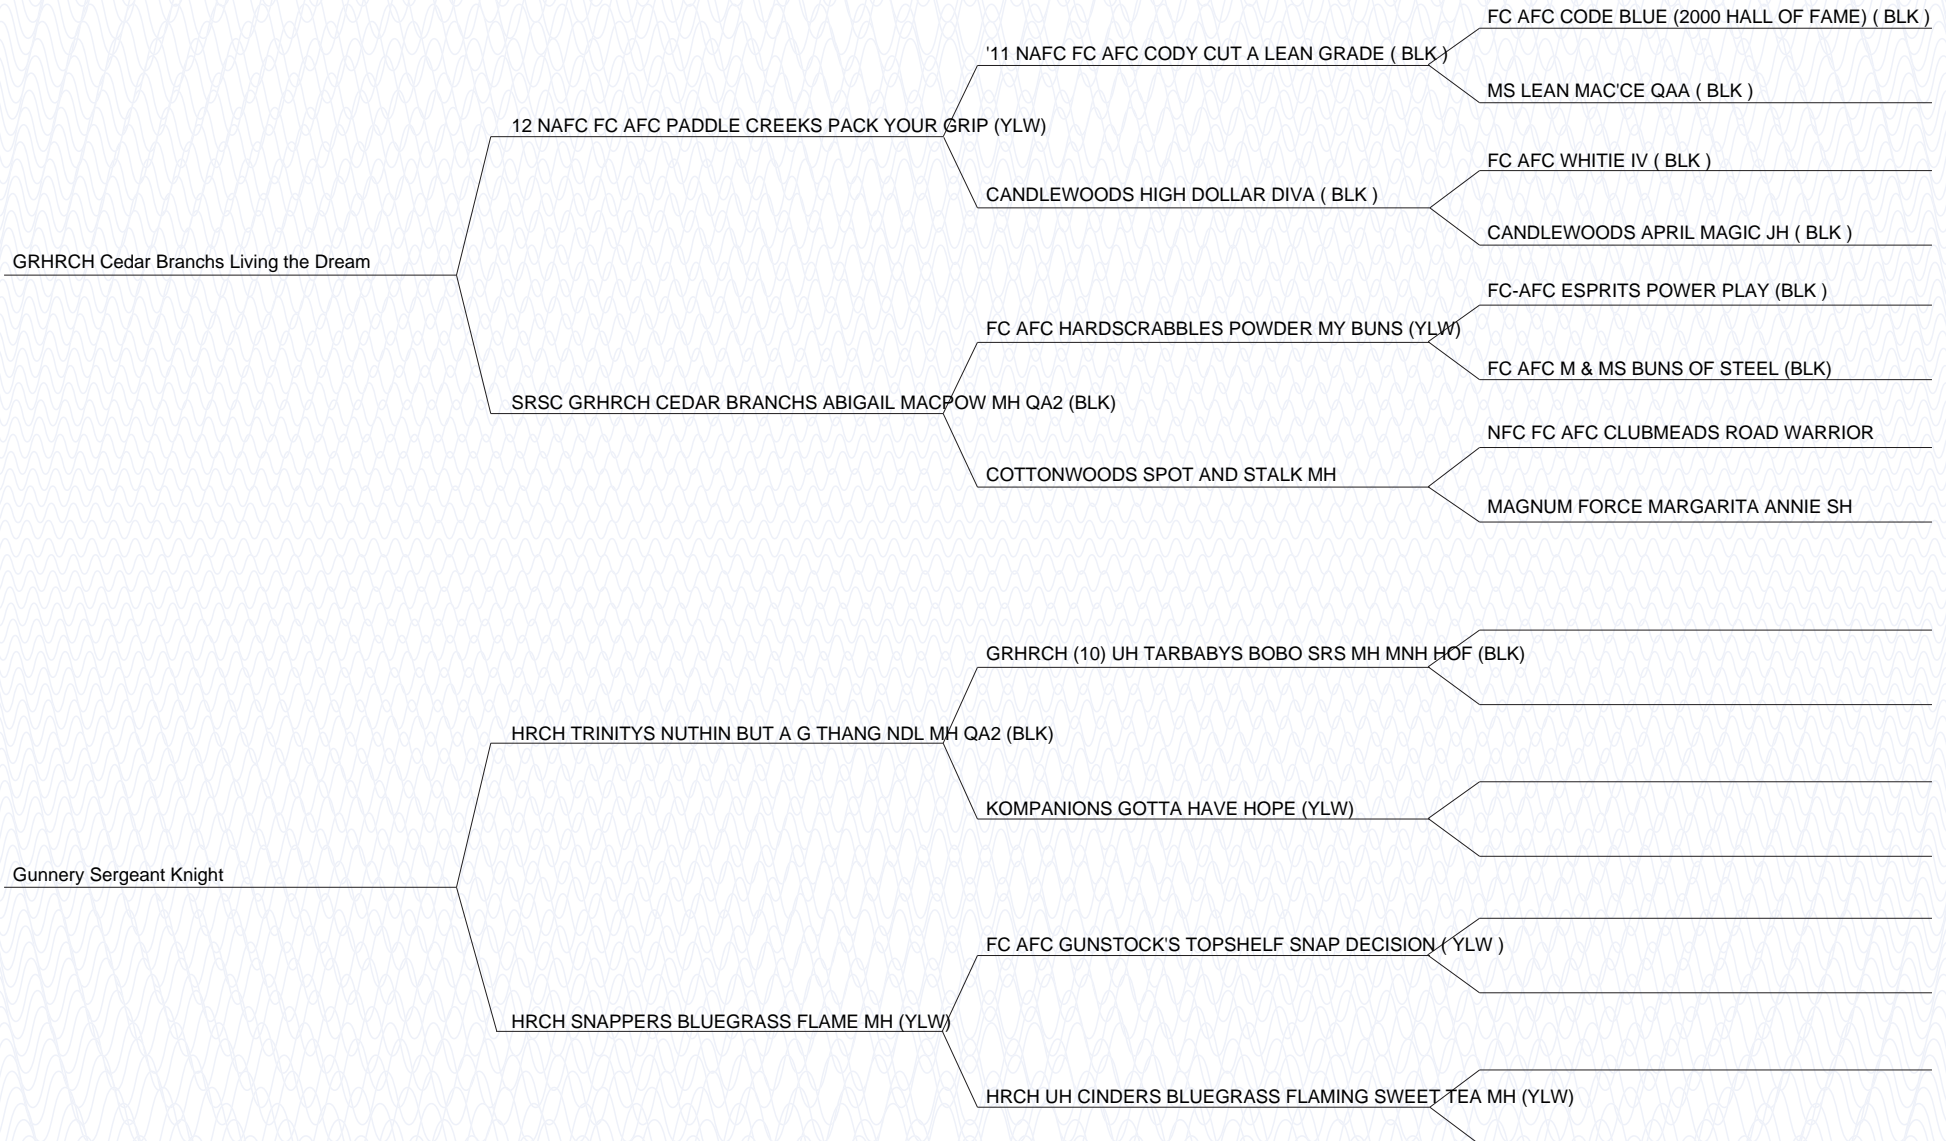 FC AFC CODE BLUE (2000 HALL OF FAME) ( BLK )
'11 NAFC FC AFC CODY CUT A LEAN GRADE ( BLK )
MS LEAN MAC'CE QAA ( BLK )
12 NAFC FC AFC PADDLE CREEKS PACK YOUR GRIP (YLW)
FC AFC WHITIE IV ( BLK )
CANDLEWOODS HIGH DOLLAR DIVA ( BLK )
CANDLEWOODS APRIL MAGIC JH ( BLK )
GRHRCH Cedar Branchs Living the Dream
FC-AFC ESPRITS POWER PLAY (BLK )
FC AFC HARDSCRABBLES POWDER MY BUNS (YLW)
FC AFC M & MS BUNS OF STEEL (BLK)
SRSC GRHRCH CEDAR BRANCHS ABIGAIL MACPOW MH QA2 (BLK)
NFC FC AFC CLUBMEADS ROAD WARRIOR
COTTONWOODS SPOT AND STALK MH
MAGNUM FORCE MARGARITA ANNIE SH
GRHRCH (10) UH TARBABYS BOBO SRS MH MNH HOF (BLK)
HRCH TRINITYS NUTHIN BUT A G THANG NDL MH QA2 (BLK)
KOMPANIONS GOTTA HAVE HOPE (YLW)
Gunnery Sergeant Knight
FC AFC GUNSTOCK'S TOPSHELF SNAP DECISION ( YLW )
HRCH SNAPPERS BLUEGRASS FLAME MH (YLW)
HRCH UH CINDERS BLUEGRASS FLAMING SWEET TEA MH (YLW)